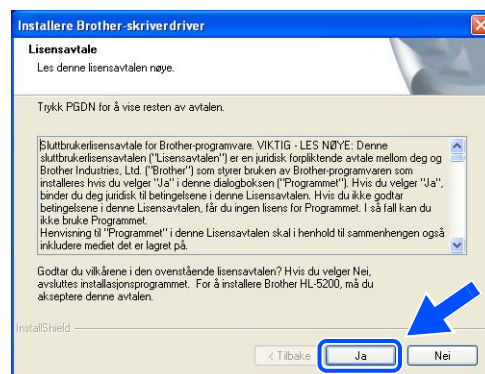 Installere Brother-skriverdriver
Lisensavtale
Les denne lisensavtalen nøye.
Trykk PGDN for å vise resten av avtalen.
Sluttbrukerlisensavtale for Brother-programvare. VIKTIG - LES NØYE: Denne
sluttbrukerlisensavtalen ("Lisensavtalen") er en juridisk forpliktende avtale mellom deg og
Brother Industries, Ltd. ("Brother") som styrer bruken av Brother-programvaren som
installeres hvis du velger "Ja" i denne dialogboksen ("Programmet"). Hvis du velger "Ja",
binder du deg juridisk til betingelsene i denne Lisensavtalen. Hvis du ikke godtar
betingelsene i denne Lisensavtalen, får du ingen lisens for Programmet. I så fall kan du
ikke bruke Programmet.
Henvisning til "Programmet" i denne Lisensavtalen skal i henhold til sammenhengen også
inkludere mediet det er lagret på.
Godtar du vilkårene i den ovenstående lisensavtalen? Hvis du velger Nei,
avsluttes installasjonsprogrammet. For å installere Brother HL-5200, må du
akseptere denne avtalen.
InstallShield
< Tilbake
Ja
Nei